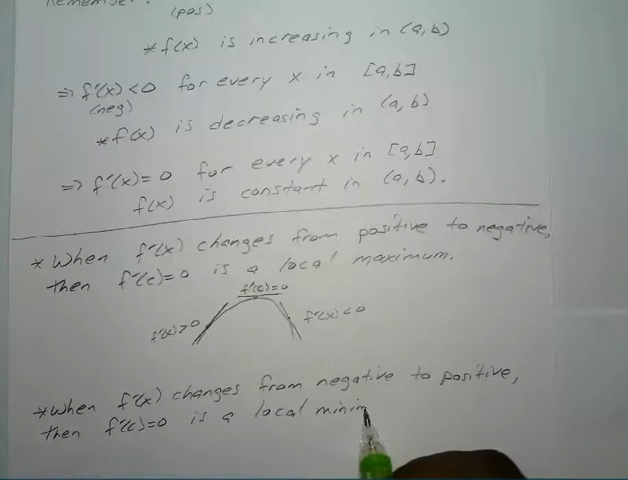 Remember:
(pos)
* f(x) is increasing in (a,b)
⇒ f'(x) < 0 for every x in [a,b]
(neg)
* f(x) is decreasing in (a,b)
⇒ f'(x) = 0 for every x in [a,b]
f(x) is constant in (a,b).
* When f'(x) changes from positive to negative,
then f'(c)=0 is a local maximum.
f'(c)=0
f'(x)>0
f'(x)<0
* When f'(x) changes from negative to positive,
then f'(c)=0 is a local minim